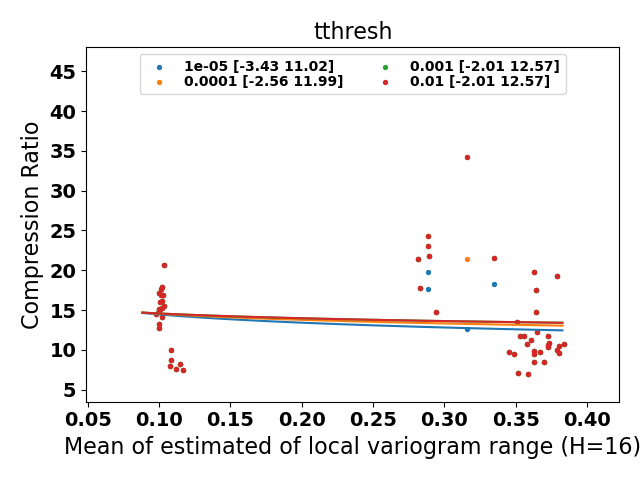 tthresh
1e-05 [-3.43 11.02]
0.0001 [-2.56 11.99]
0.001 [-2.01 12.57]
0.01 [-2.01 12.57]
Compression Ratio
45
40
35
30
25
20
15
10
5
0.05 0.10 0.15 0.20 0.25 0.30 0.35 0.40
Mean of estimated of local variogram range (H=16)